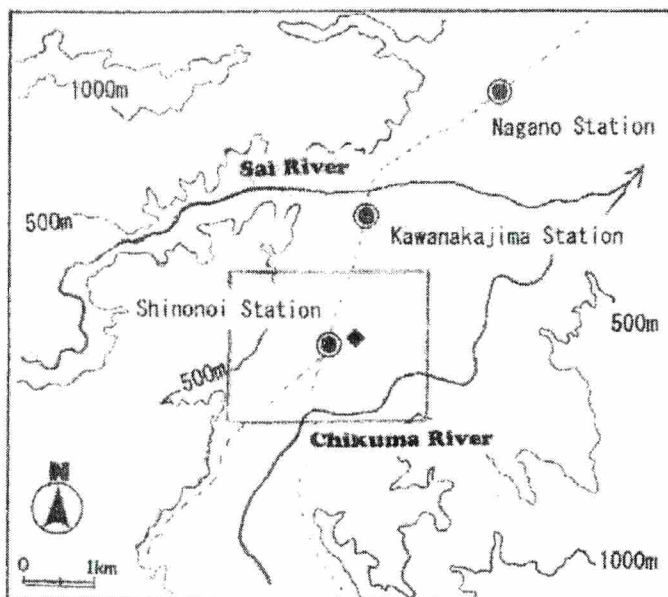 1000m
Nagano Station
Sai River
500m
Kawanakajima Station
Shinonoi Station
500m
500m
Chikuma River
N
0 1km
1000m